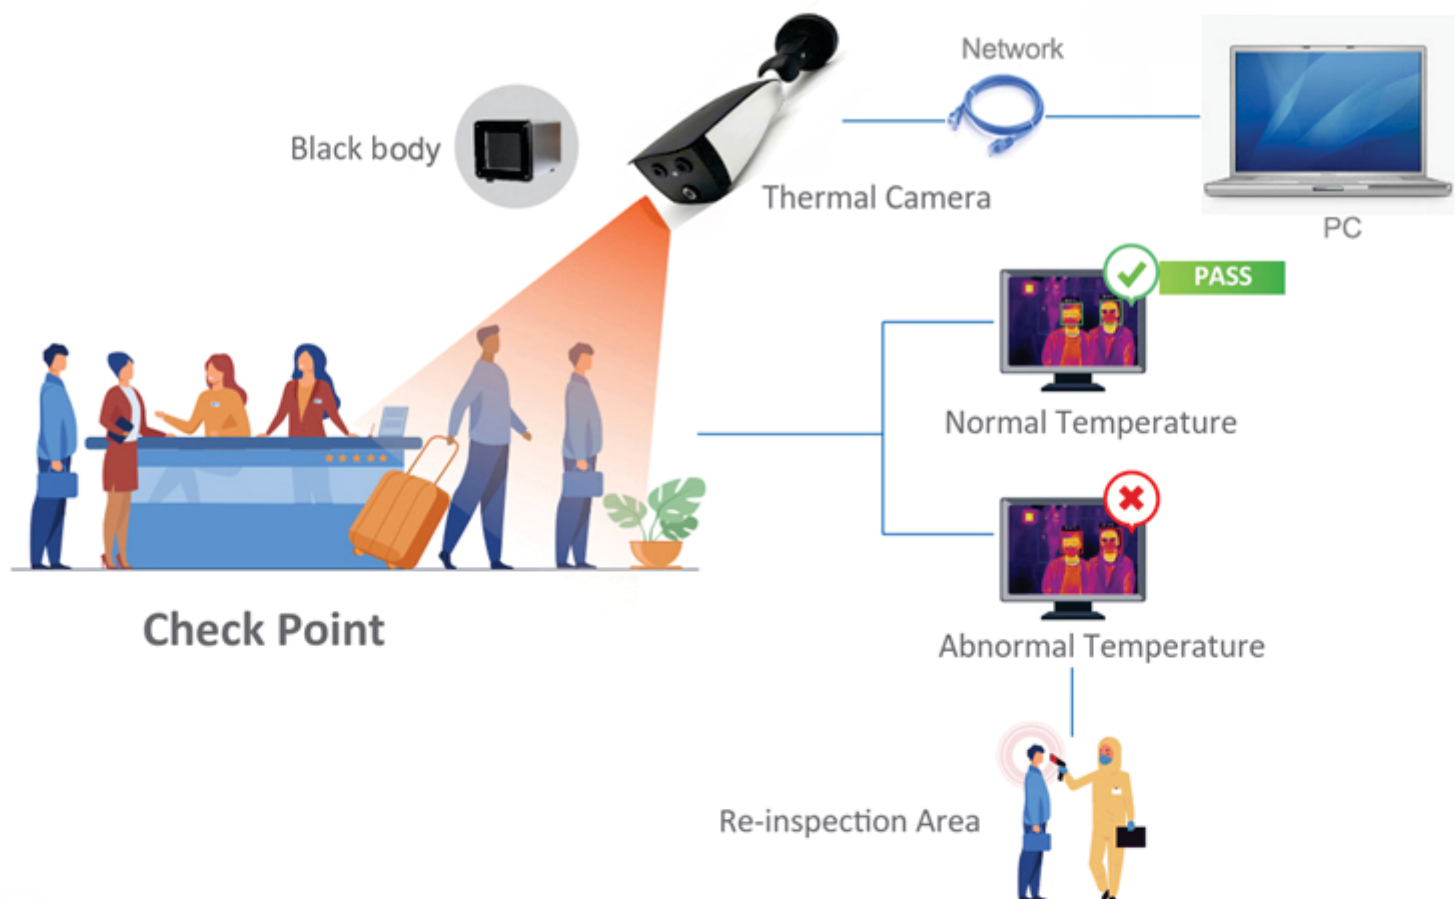 Network
Black body
Thermal Camera
PC
PASS
Normal Temperature
Check Point
Abnormal Temperature
Re-inspection Area